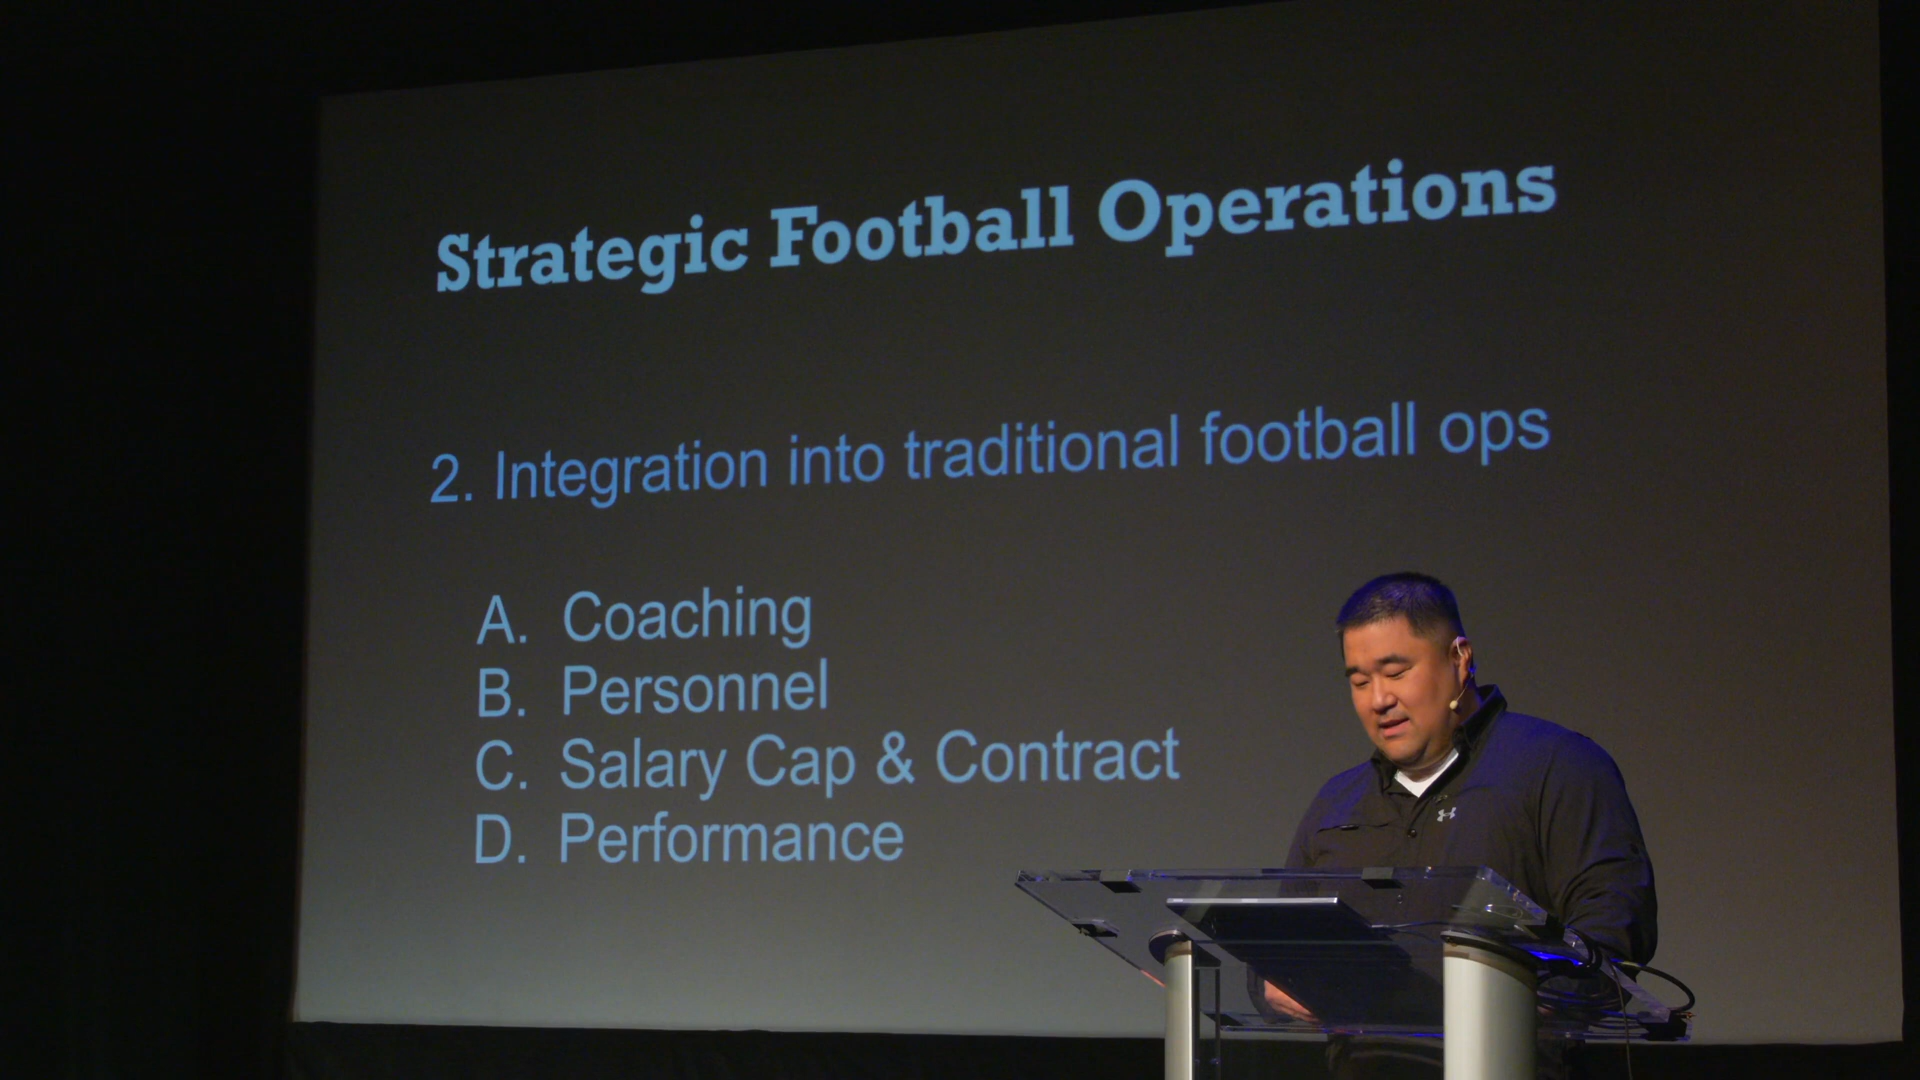 Strategic Football Operations
2. Integration into traditional football ops
A. Coaching
B. Personnel
C. Salary Cap & Contract
D. Performance